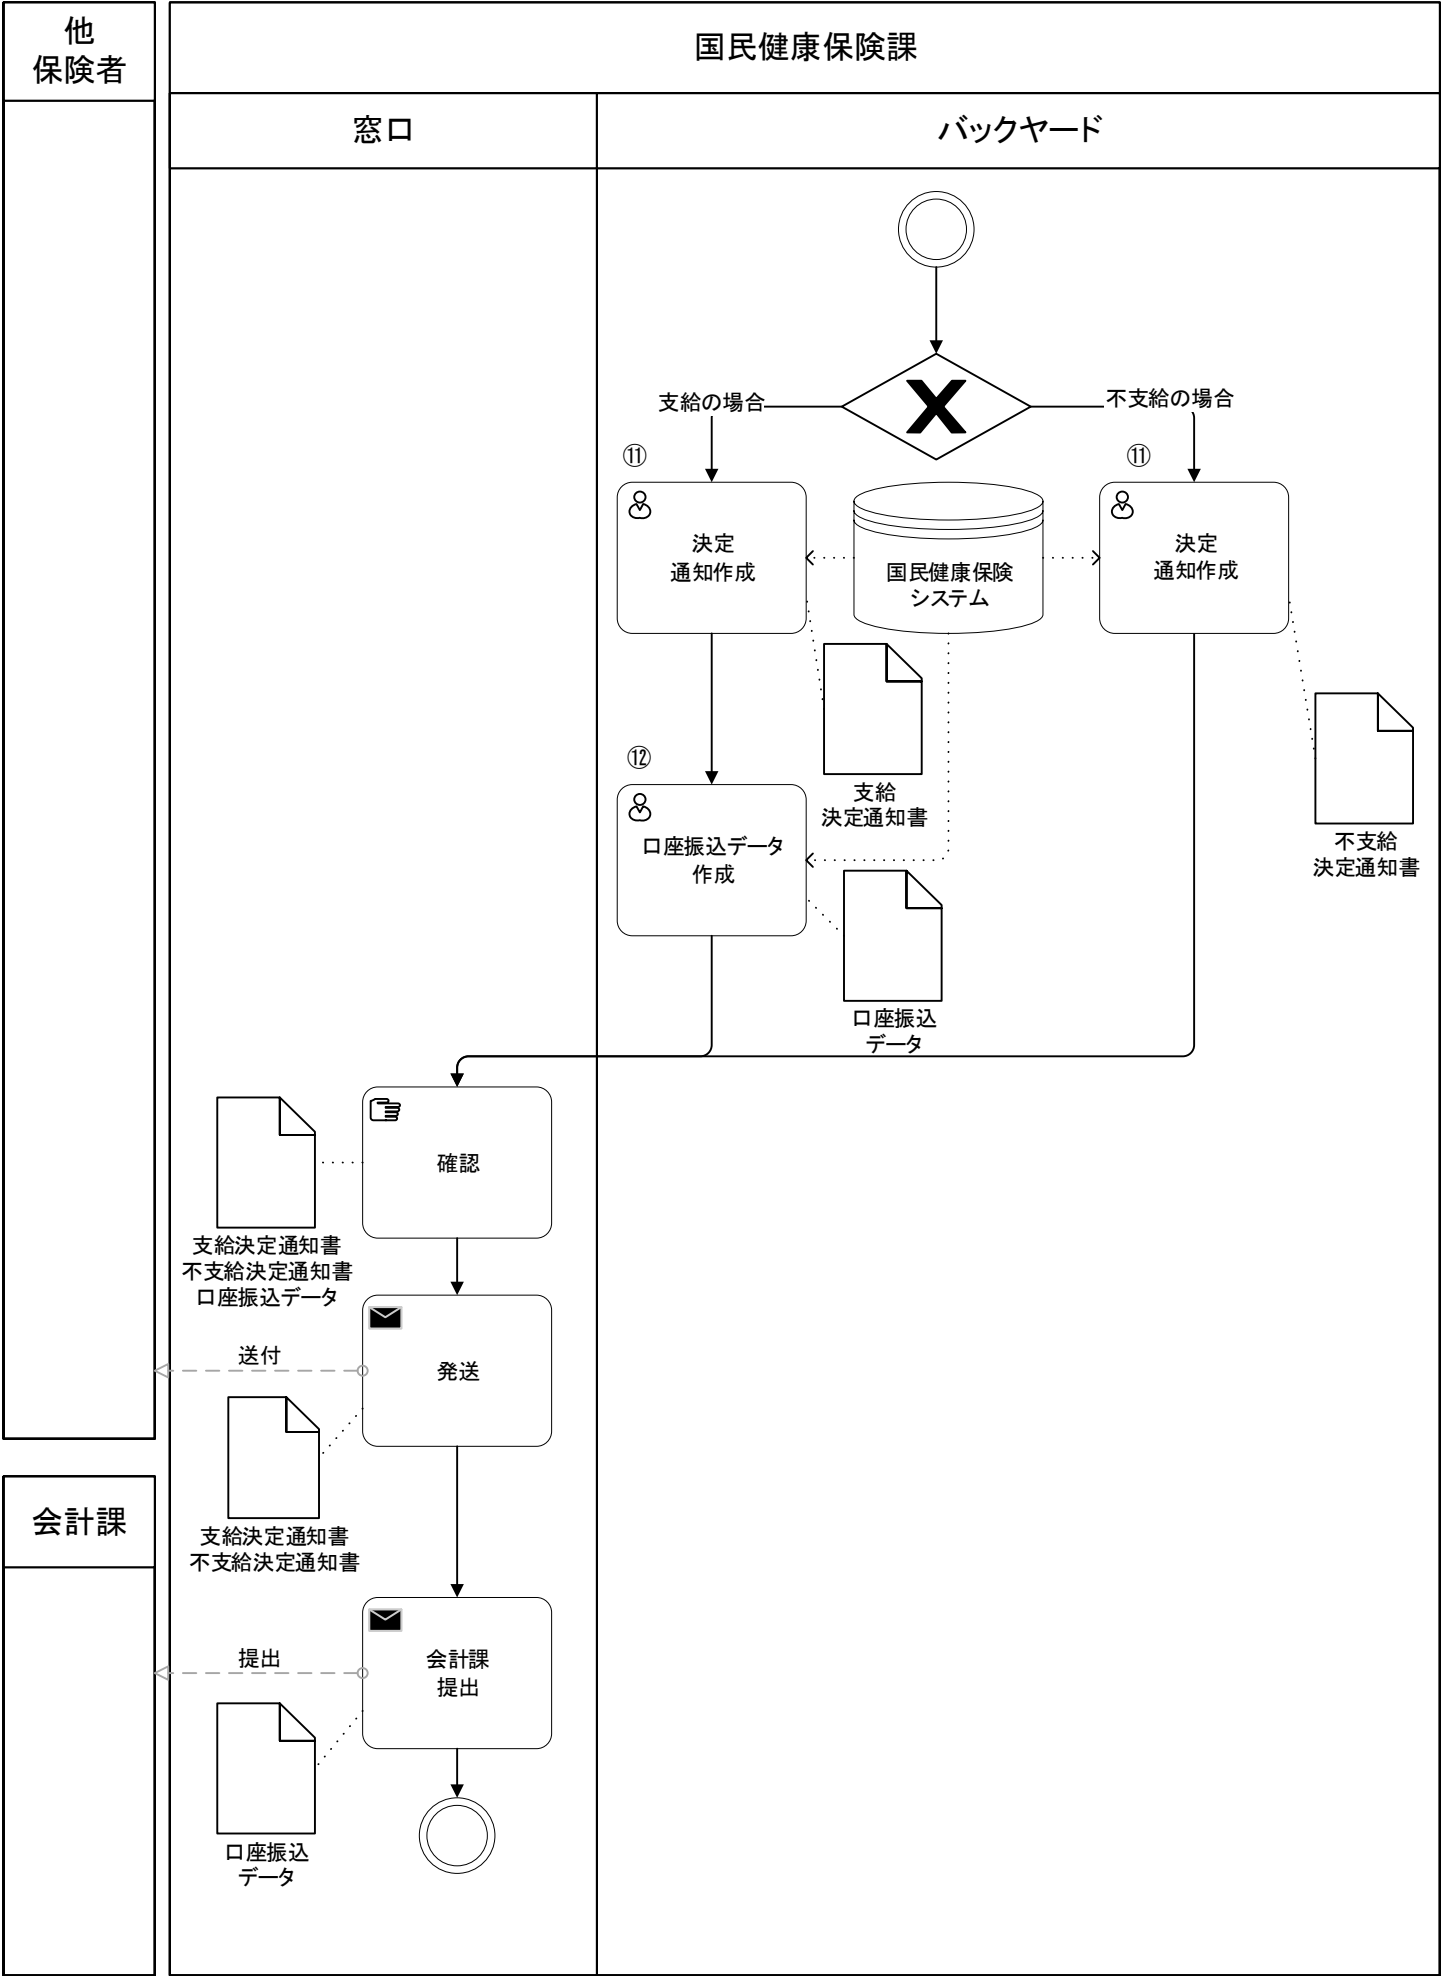 他
保険者
国民健康保険課
窓口
バックヤード
支給の場合
不支給の場合
⑪
⑪
決定
通知作成
国民健康保険
システム
決定
通知作成
支給
決定通知書
不支給
決定通知書
⑫
口座振込データ
作成
口座振込
データ
確認
支給決定通知書
不支給決定通知書
口座振込データ
送付
発送
支給決定通知書
不支給決定通知書
会計課
提出
会計課
提出
口座振込
データ